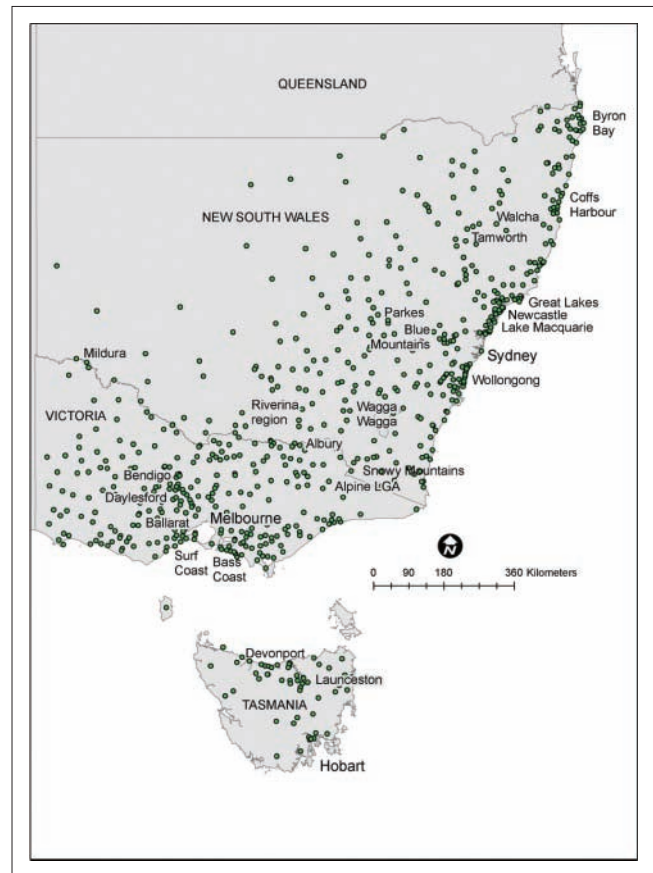 QUEENSLAND
Byron
Bay
Coffs
Harbour
Walcha
NEW SOUTH WALES
Tamworth
Great Lakes
Parkes
Newcastle
Blue
Lake Macquarie
Mountains
Sydney
Mildura
Wollongong
VICTORIA
Riverina
region
Wagga
Wagga
Albury
Bendigo
Snowy Mountains
Daylesford
Alpine LGA
Ballarat
Melbourne
Surf
Coast
Bass
Coast
N
0 90 180 360 Kilometers
Devonport
Launceston
TASMANIA
Hobart